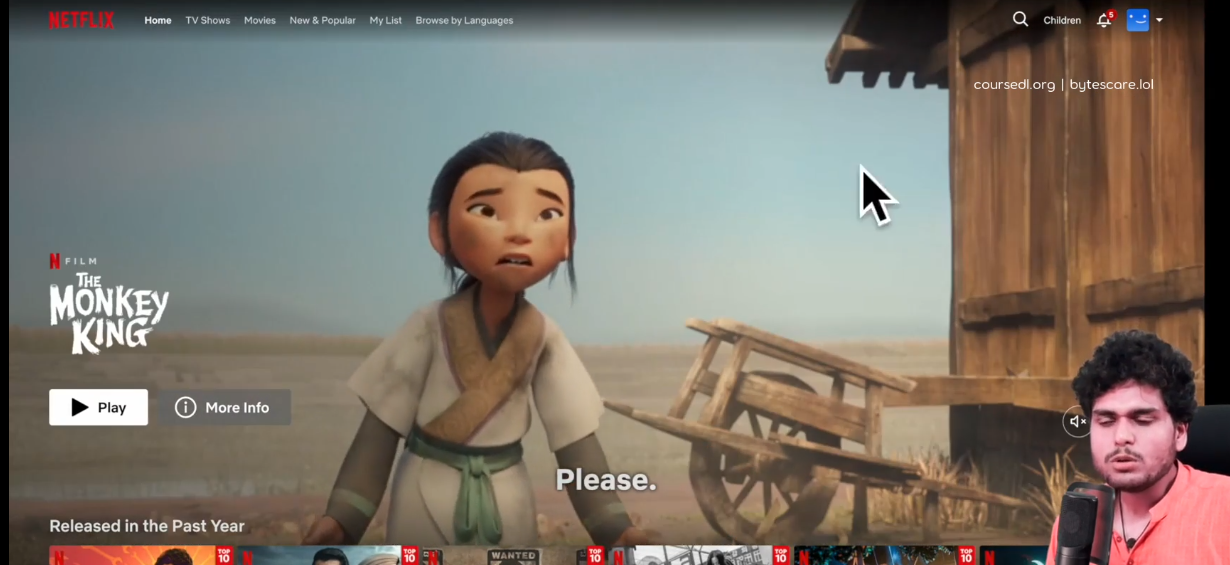 NETFLIX Home TV Shows Movies New & Popular My List Browse by Languages Children 5
coursedl.org | bytescare.lol
N FILM
THE
MONKEY
KING
Play More Info
Please.
Released in the Past Year
N TOP 10 N TOP 10 N WANTED TOP 10 N TOP 10 N TOP 10 N